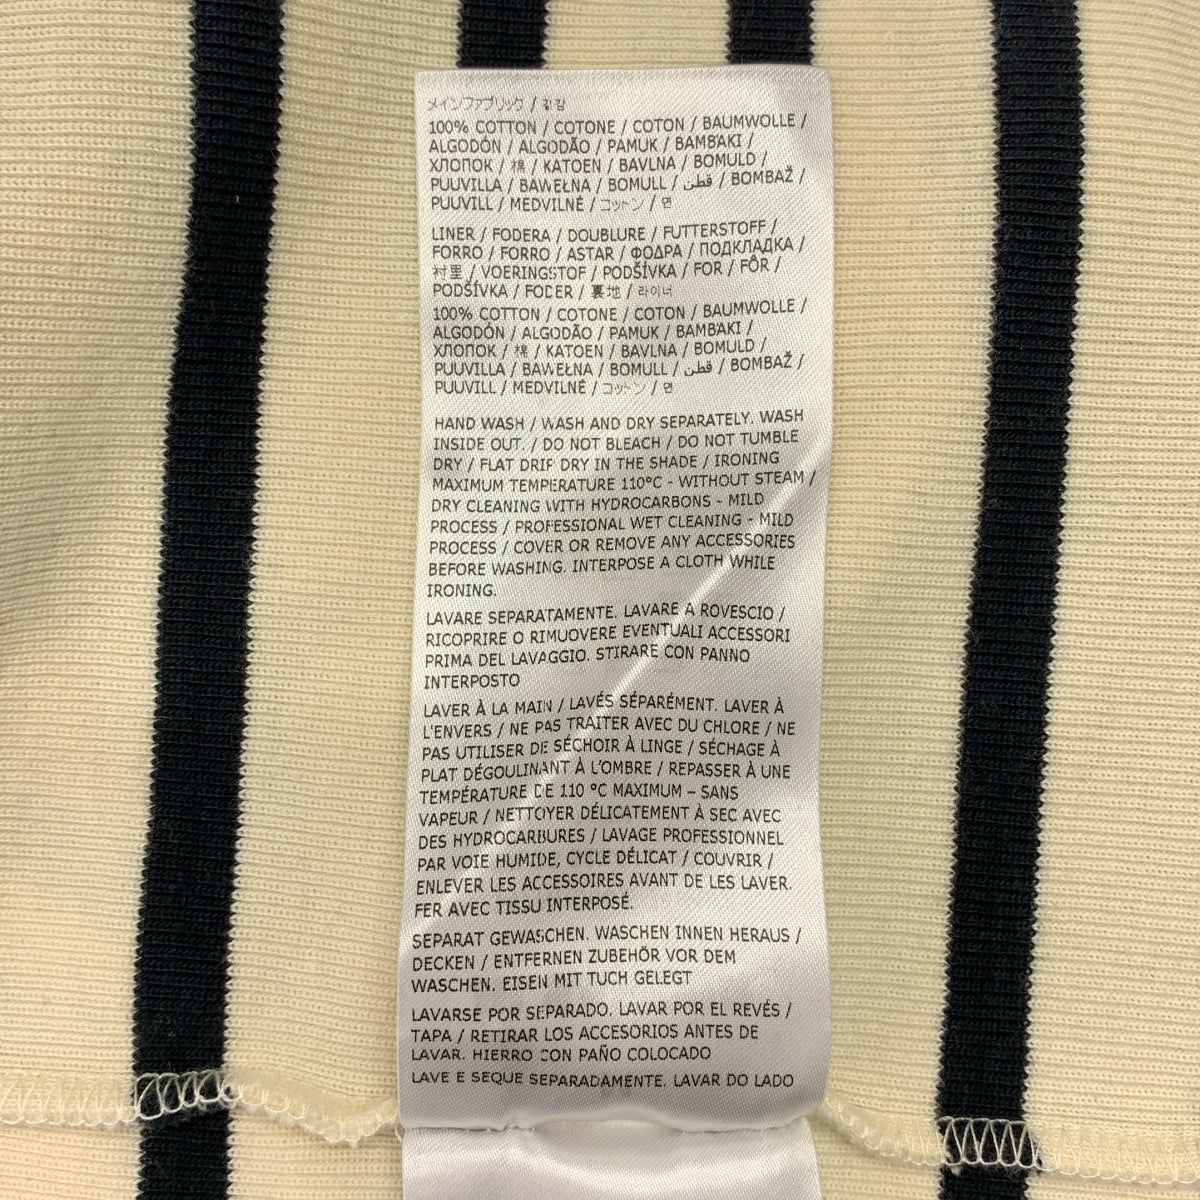 メインファブリック / 겉감
100% COTTON / COTONE / COTON / BAUMWOLLE /
ALGODÓN / ALGODÃO / PAMUK / BAMBAKI /
ХЛОПОК / 棉 / KATOEN / BAVLNA / BOMULD /
PUUVILLA / BAWEŁNA / BOMULL / قطن / BOMBAŽ /
PUUVILL / MEDVILNÉ / コットン / 면
LINER / FODERA / DOUBLURE / FUTTERSTOFF /
FORRO / FORRO / ASTAR / ΦΟΔΡΑ / ПОДКЛАДКА /
衬里 / VOERINGSTOF / PODŠÍVKA / FOR / FÔR /
PODŠÍVKA / FODER / 裏地 / 라이너
100% COTTON / COTONE / COTON / BAUMWOLLE /
ALGODÓN / ALGODÃO / PAMUK / BAMBAKI /
ХЛОПОК / 棉 / KATOEN / BAVLNA / BOMULD /
PUUVILLA / BAWEŁNA / BOMULL / قطن / BOMBAŽ /
PUUVILL / MEDVILNÉ / コットン / 면
HAND WASH / WASH AND DRY SEPARATELY. WASH
INSIDE OUT. / DO NOT BLEACH / DO NOT TUMBLE
DRY / FLAT DRIP DRY IN THE SHADE / IRONING
MAXIMUM TEMPERATURE 110°C - WITHOUT STEAM /
DRY CLEANING WITH HYDROCARBONS - MILD
PROCESS / PROFESSIONAL WET CLEANING - MILD
PROCESS / COVER OR REMOVE ANY ACCESSORIES
BEFORE WASHING. INTERPOSE A CLOTH WHILE
IRONING.
LAVARE SEPARATAMENTE. LAVARE A ROVESCIO /
RICOPRIRE O RIMUOVERE EVENTUALI ACCESSORI
PRIMA DEL LAVAGGIO. STIRARE CON PANNO
INTERPOSTO
LAVER À LA MAIN / LAVÉS SÉPARÉMENT. LAVER À
L'ENVERS / NE PAS TRAITER AVEC DU CHLORE / NE
PAS UTILISER DE SÉCHOIR À LINGE / SÉCHAGE À
PLAT DÉGOULINANT À L'OMBRE / REPASSER À UNE
TEMPÉRATURE DE 110 °C MAXIMUM – SANS
VAPEUR / NETTOYER DÉLICATEMENT À SEC AVEC
DES HYDROCARBURES / LAVAGE PROFESSIONNEL
PAR VOIE HUMIDE, CYCLE DÉLICAT / COUVRIR /
ENLEVER LES ACCESSOIRES AVANT DE LES LAVER.
FER AVEC TISSU INTERPOSÉ.
SEPARAT GEWASCHEN. WASCHEN INNEN HERAUS /
DECKEN / ENTFERNEN ZUBEHÖR VOR DEM
WASCHEN. EISEN MIT TUCH GELEGT
LAVARSE POR SEPARADO. LAVAR POR EL REVÉS /
TAPA / RETIRAR LOS ACCESORIOS ANTES DE
LAVAR. HIERRO CON PAÑO COLOCADO
LAVE E SEQUE SEPARADAMENTE. LAVAR DO LADO